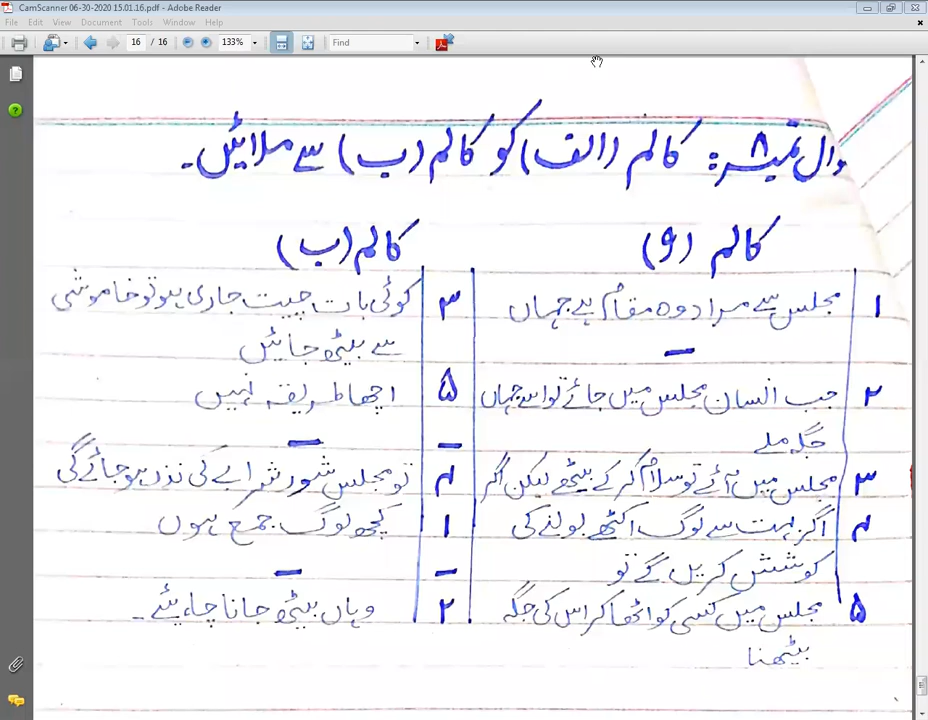 CamScanner 06-30-2020 15.01.16.pdf - Adobe Reader
File Edit View Document Tools Window Help
16 / 16 133% Find
وال نمبر ۸: کالم (الف) کو کالم (ب) سے ملائیں۔
کالم (و) کالم (ب)
۱ مجلس سے مراد وہ مقام ہے جہاں ۳ کوئی بات چیت جاری ہو تو خاموشی
سے بیٹھ جائیں
۲ جب انسان مجلس میں جائے تو اسے جہاں ۵ اچھا طریقہ نہیں
جگہ ملے
۳ مجلس میں آئے تو سلام کر کے بیٹھے لیکن اگر ۴ تو مجلس شور شرابے کی نذر ہو جائے گی
۴ اگر بہت سے لوگ اکٹھے بولنے کی ۱ کچھ لوگ جمع ہوں
کوشش کریں گے تو
۵ مجلس میں کسی کو اٹھا کر اس کی جگہ ۲ وہاں بیٹھ جانا چاہیئے۔
بیٹھنا